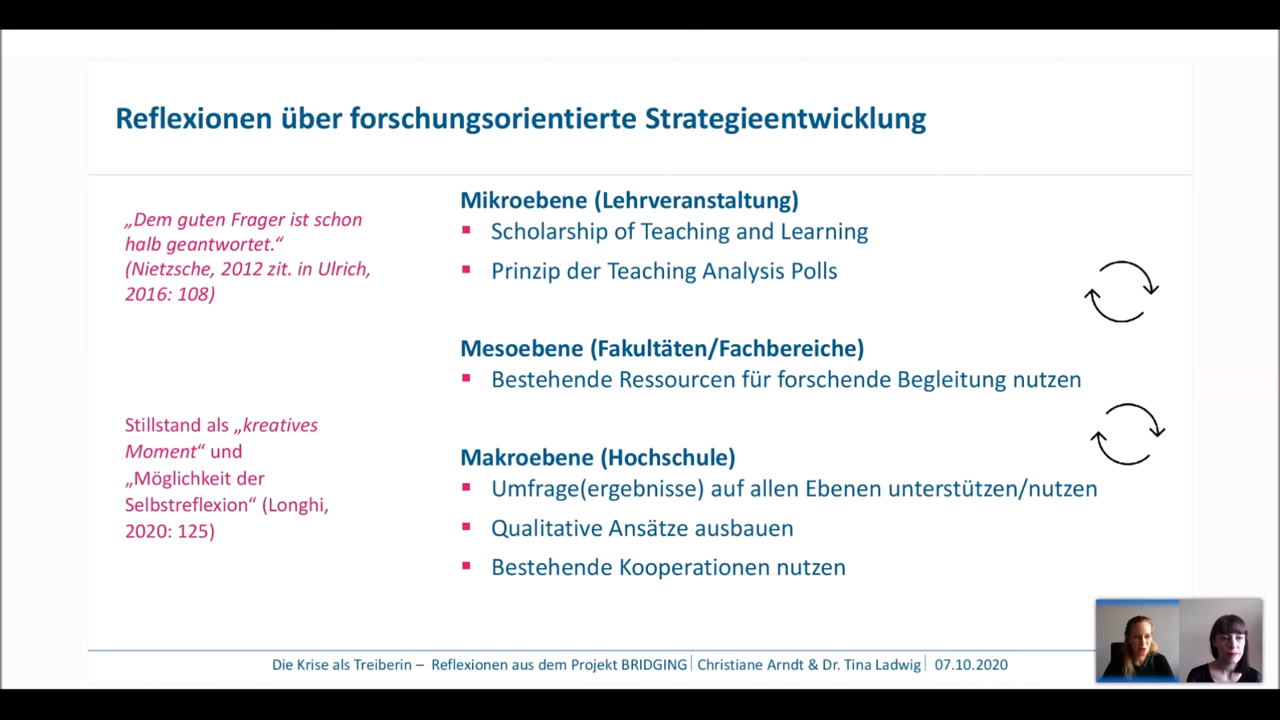 Reflexionen über forschungsorientierte Strategieentwicklung
„Dem guten Frager ist schon
halb geantwortet.“
(Nietzsche, 2012 zit. in Ulrich,
2016: 108)
Stillstand als „kreatives
Moment“ und
„Möglichkeit der
Selbstreflexion“ (Longhi,
2020: 125)
Mikroebene (Lehrveranstaltung)
Scholarship of Teaching and Learning
Prinzip der Teaching Analysis Polls
Mesoebene (Fakultäten/Fachbereiche)
Bestehende Ressourcen für forschende Begleitung nutzen
Makroebene (Hochschule)
Umfrage(ergebnisse) auf allen Ebenen unterstützen/nutzen
Qualitative Ansätze ausbauen
Bestehende Kooperationen nutzen
Die Krise als Treiberin – Reflexionen aus dem Projekt BRIDGING | Christiane Arndt & Dr. Tina Ladwig | 07.10.2020